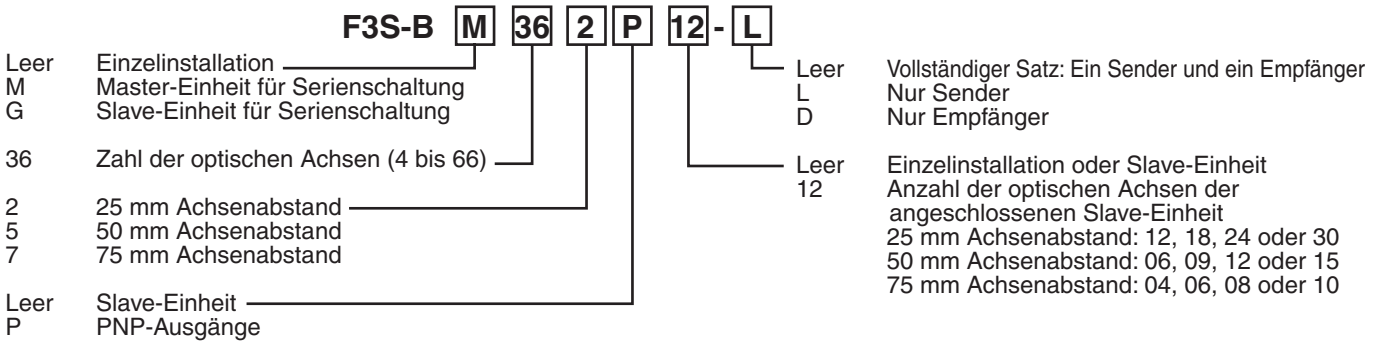 F3S-B M 36 2 P 12 - L
Leer Einzelinstallation
M Master-Einheit für Serienschaltung
G Slave-Einheit für Serienschaltung
36 Zahl der optischen Achsen (4 bis 66)
2 25 mm Achsenabstand
5 50 mm Achsenabstand
7 75 mm Achsenabstand
Leer Slave-Einheit
P PNP-Ausgänge
Leer Vollständiger Satz: Ein Sender und ein Empfänger
L Nur Sender
D Nur Empfänger
Leer Einzelinstallation oder Slave-Einheit
12 Anzahl der optischen Achsen der
angeschlossenen Slave-Einheit
25 mm Achsenabstand: 12, 18, 24 oder 30
50 mm Achsenabstand: 06, 09, 12 oder 15
75 mm Achsenabstand: 04, 06, 08 oder 10